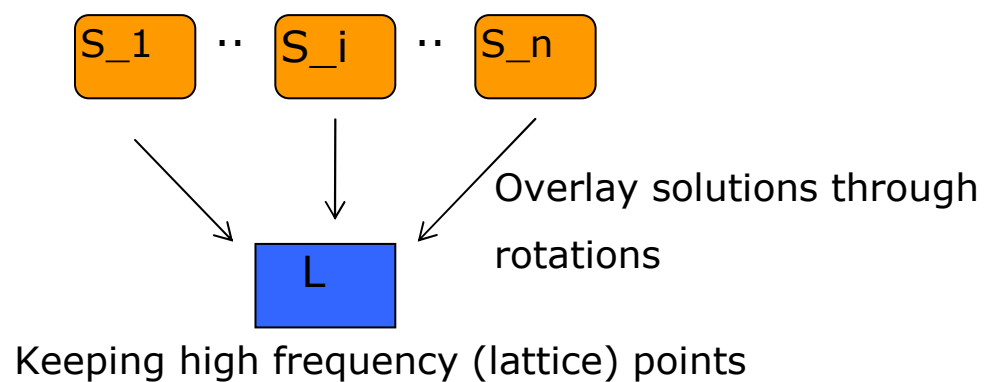 S_1 .. S_i .. S_n
Overlay solutions through
rotations
L
Keeping high frequency (lattice) points